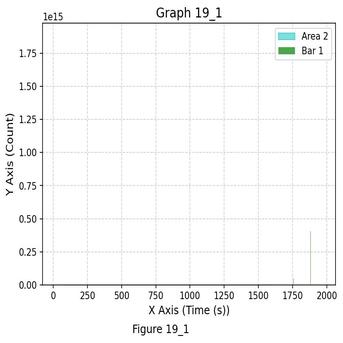 Graph 19_1
1e15
Area 2
Bar 1
Y Axis (Count)
1.75
1.50
1.25
1.00
0.75
0.50
0.25
0.00
0 250 500 750 1000 1250 1500 1750 2000
X Axis (Time (s))
Figure 19_1